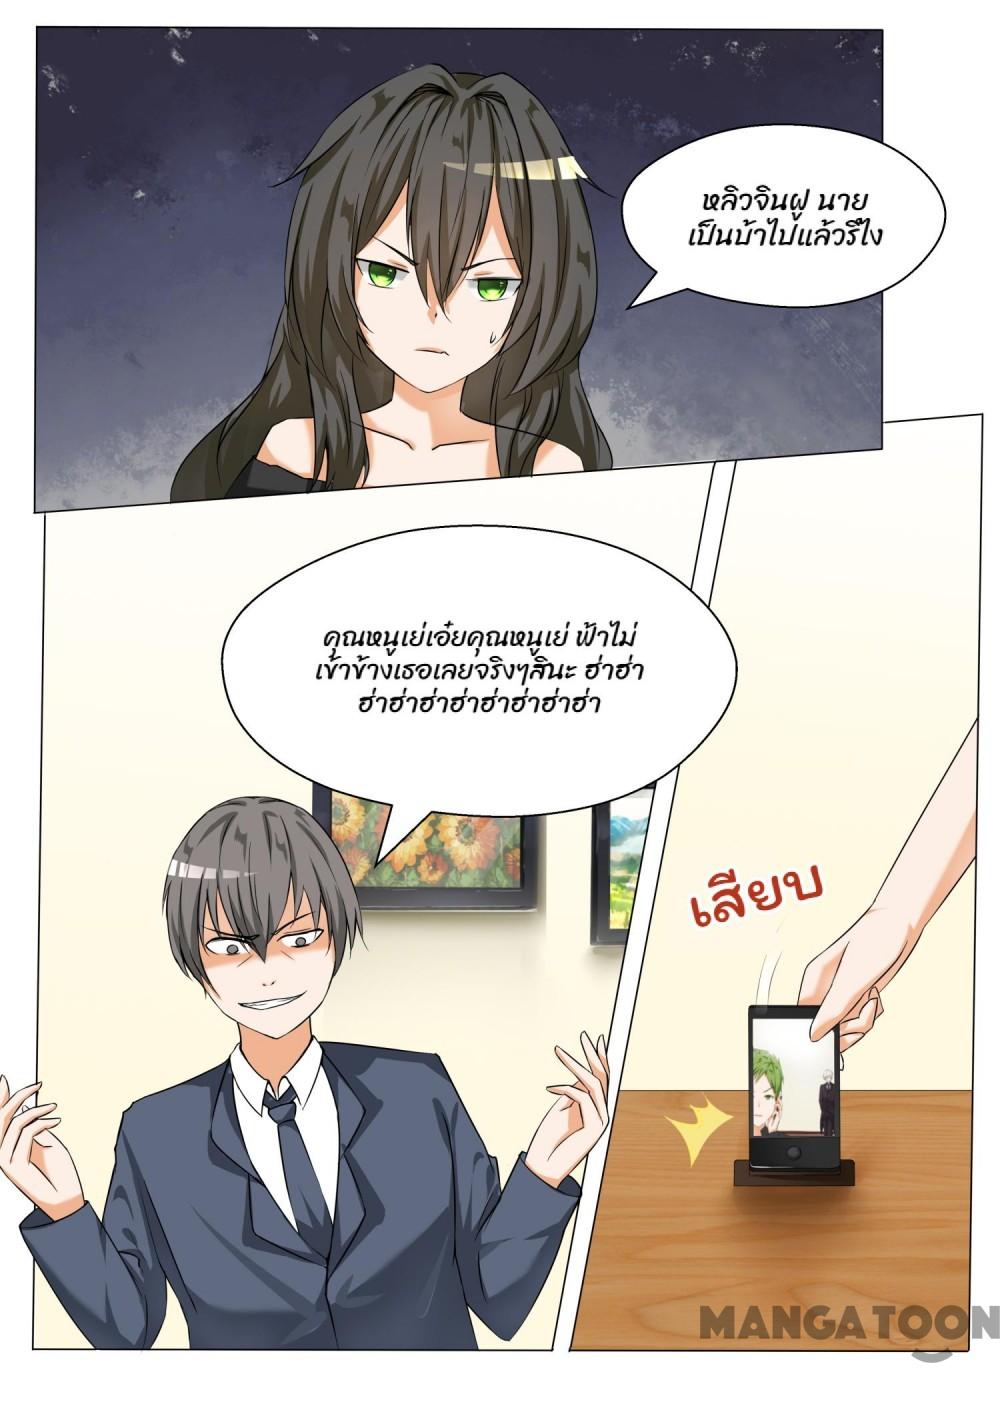 หลิวจินฝู นาย
เป็นบ้าไปแล้วรึไง
คุณหนูเย่เอ๋ยคุณหนูเย่ ฟ้าไม่
เข้าข้างเธอเลยจริงๆสินะ ฮ่าฮ่า
ฮ่าฮ่าฮ่าฮ่าฮ่าฮ่าฮ่าฮ่า
เสียบ
MANGATOON